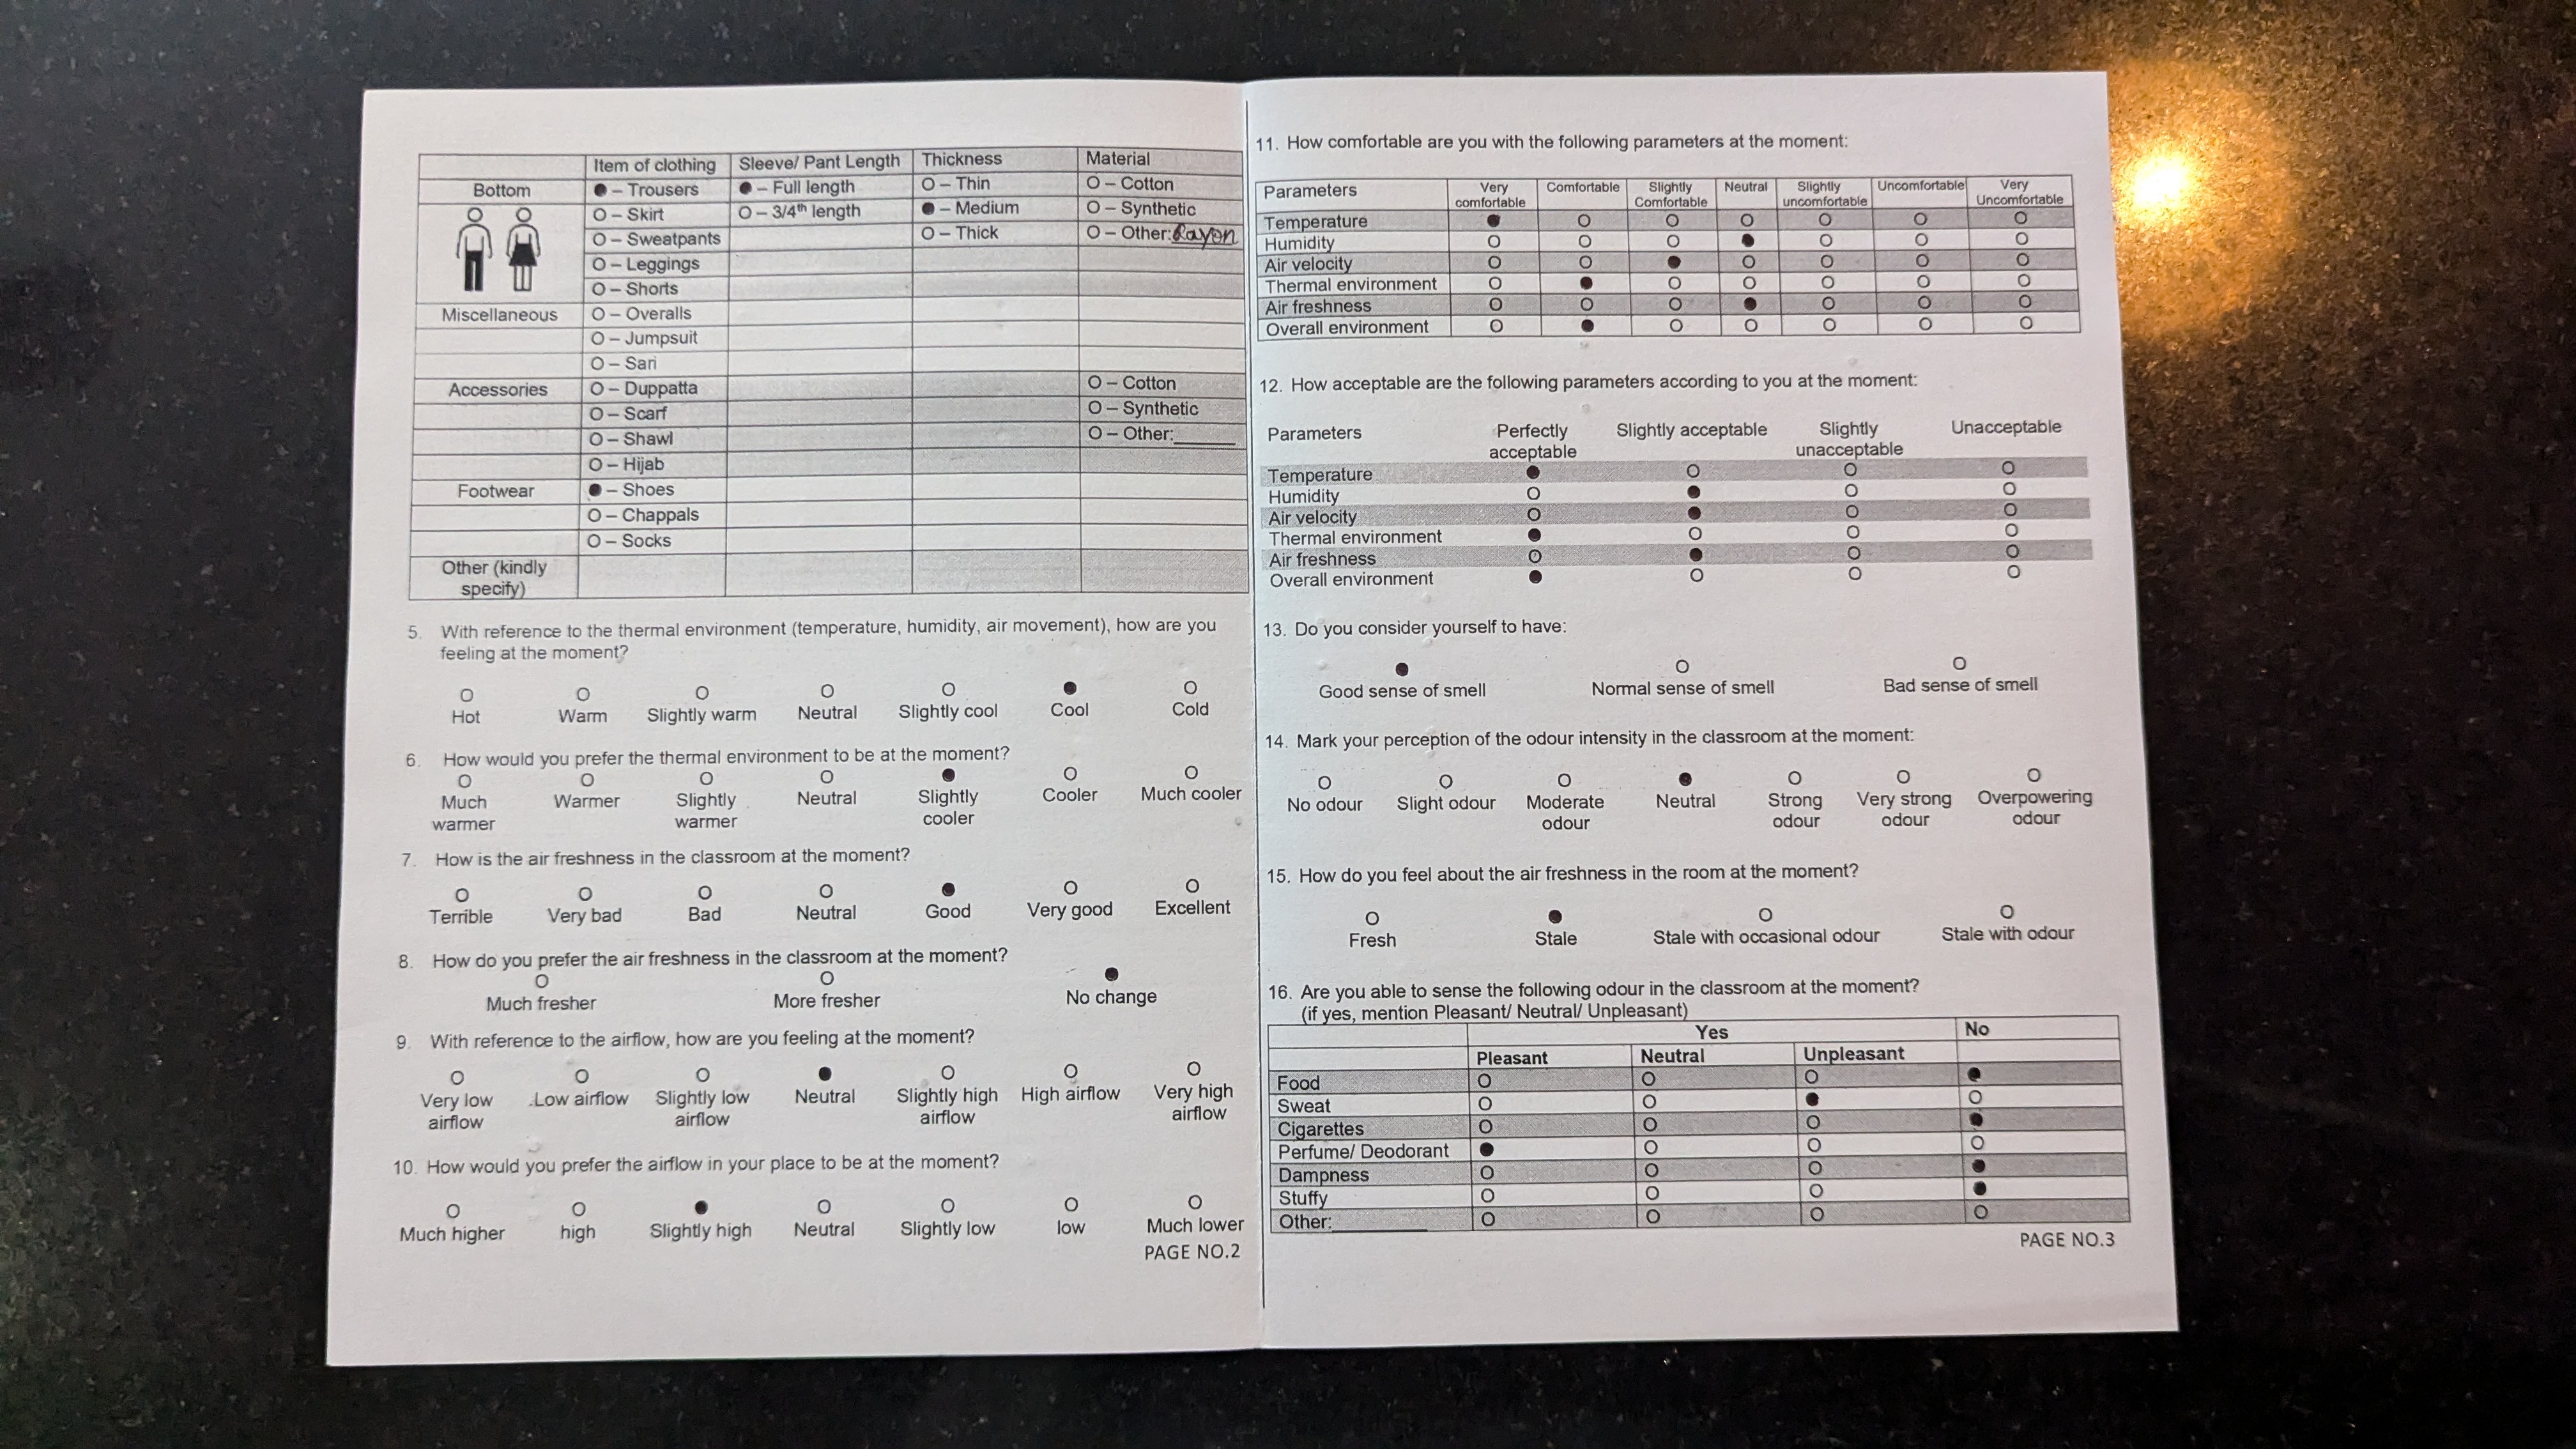 Item of clothing Sleeve/ Pant Length Thickness Material
Bottom ● – Trousers ● – Full length O – Thin O – Cotton
O – Skirt O – 3/4th length ● – Medium O – Synthetic
O – Sweatpants O – Thick O – Other: Rayon
O – Leggings
O – Shorts
Miscellaneous O – Overalls
O – Jumpsuit
O – Sari
Accessories O – Duppatta O – Cotton
O – Scarf O – Synthetic
O – Shawl O – Other:______
O – Hijab
Footwear ● – Shoes
O – Chappals
O – Socks
Other (kindly
specify)
5. With reference to the thermal environment (temperature, humidity, air movement), how are you
feeling at the moment?
O O O O O ● O
Hot Warm Slightly warm Neutral Slightly cool Cool Cold
6. How would you prefer the thermal environment to be at the moment?
O O O O ● O O
Much Warmer Slightly Neutral Slightly Cooler Much cooler
warmer warmer cooler
7. How is the air freshness in the classroom at the moment?
O O O O ● O O
Terrible Very bad Bad Neutral Good Very good Excellent
8. How do you prefer the air freshness in the classroom at the moment?
O O ●
Much fresher More fresher No change
9. With reference to the airflow, how are you feeling at the moment?
O O O ● O O O
Very low Low airflow Slightly low Neutral Slightly high High airflow Very high
airflow airflow airflow airflow
10. How would you prefer the airflow in your place to be at the moment?
O O ● O O O O
Much higher high Slightly high Neutral Slightly low low Much lower
PAGE NO.2
11. How comfortable are you with the following parameters at the moment:
Parameters Very Comfortable Slightly Neutral Slightly Uncomfortable Very
comfortable Comfortable uncomfortable Uncomfortable
Temperature ● O O O O O O
Humidity O O O ● O O O
Air velocity O O ● O O O O
Thermal environment O ● O O O O O
Air freshness O O O ● O O O
Overall environment O ● O O O O O
12. How acceptable are the following parameters according to you at the moment:
Parameters Perfectly Slightly acceptable Slightly Unacceptable
acceptable unacceptable
Temperature ● O O O
Humidity O ● O O
Air velocity O ● O O
Thermal environment ● O O O
Air freshness O ● O O
Overall environment ● O O O
13. Do you consider yourself to have:
● O O
Good sense of smell Normal sense of smell Bad sense of smell
14. Mark your perception of the odour intensity in the classroom at the moment:
O O O ● O O O
No odour Slight odour Moderate Neutral Strong Very strong Overpowering
odour odour odour odour
15. How do you feel about the air freshness in the room at the moment?
O ● O O
Fresh Stale Stale with occasional odour Stale with odour
16. Are you able to sense the following odour in the classroom at the moment?
(if yes, mention Pleasant/ Neutral/ Unpleasant)
Yes No
Pleasant Neutral Unpleasant
Food O O O ●
Sweat O O ● O
Cigarettes O O O ●
Perfume/ Deodorant ● O O O
Dampness O O O ●
Stuffy O O O ●
Other:__________ O O O O
PAGE NO.3